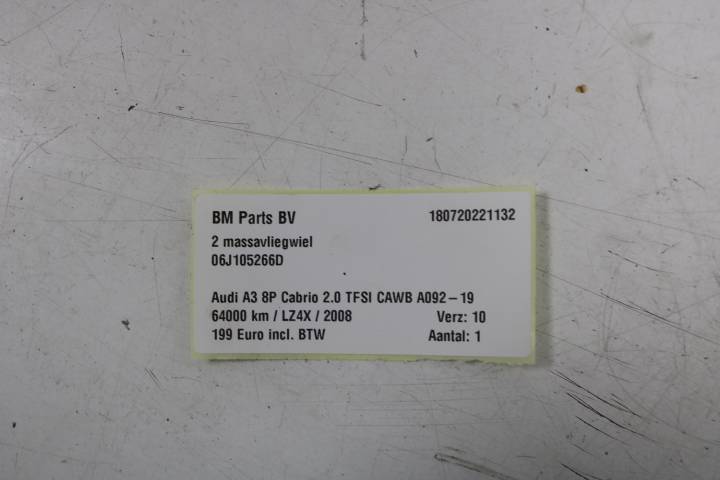 BM Parts BV 180720221132
2 massavliegwiel
06J105266D
Audi A3 8P Cabrio 2.0 TFSI CAWB A092-19
64000 km / LZ4X / 2008 Verz: 10
199 Euro incl. BTW Aantal: 1